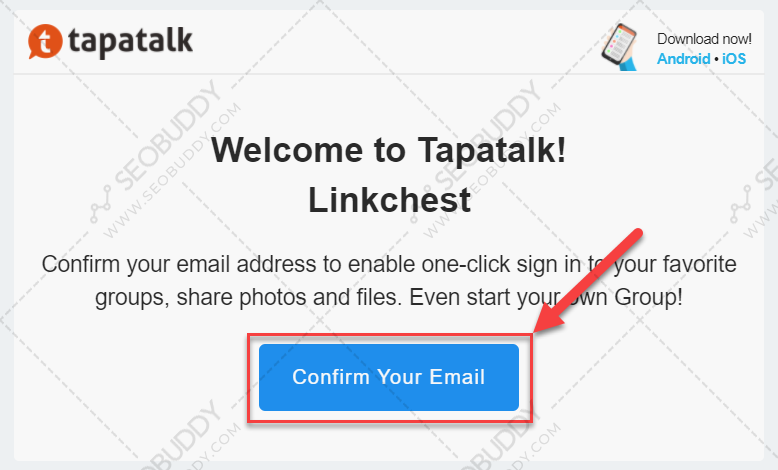 tapatalk
Download now!
Android • iOS
Welcome to Tapatalk!
Linkchest
Confirm your email address to enable one-click sign in to your favorite
groups, share photos and files. Even start your own Group!
Confirm Your Email
SEOBUDDY
WWW.SEOBUDDY.COM